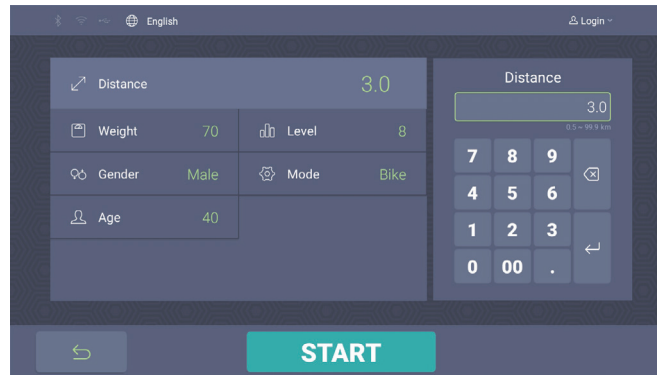 English
Login
Distance 3.0
Weight 70 Level 8
Gender Male Mode Bike
Age 40
Distance
3.0
0.5 ~ 99.9 km
7 8 9
4 5 6
1 2 3
0 00 .
START